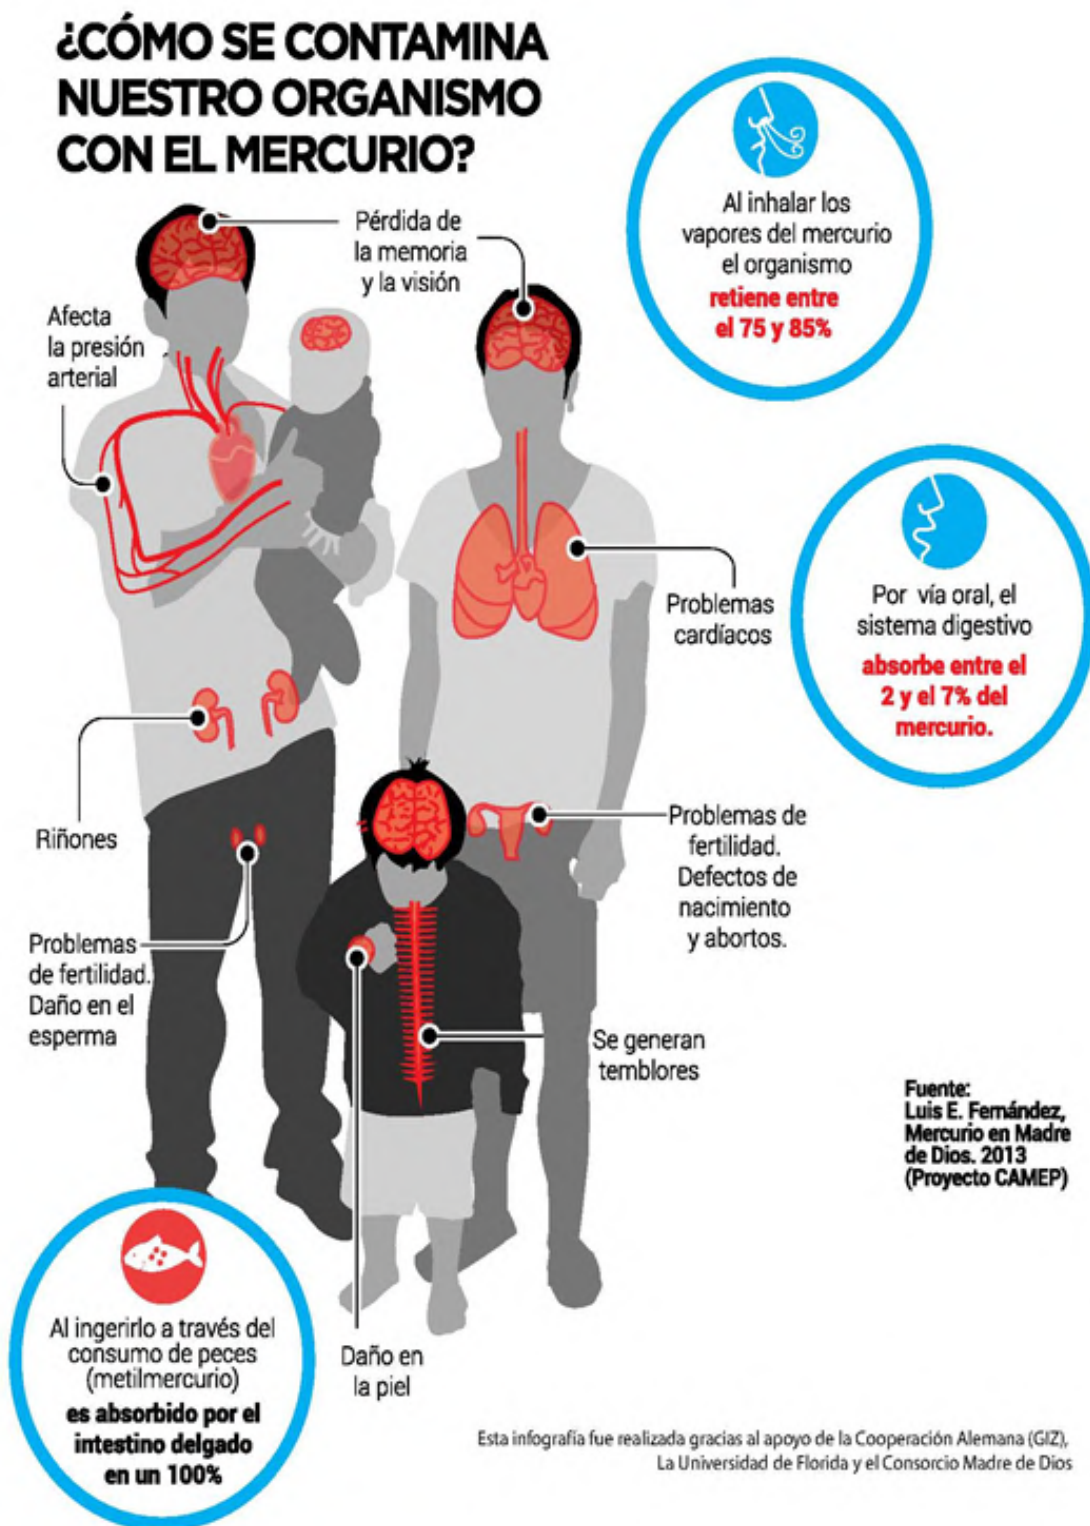 ¿CÓMO SE CONTAMINA
NUESTRO ORGANISMO
CON EL MERCURIO?
Al inhalar los
vapores del mercurio
el organismo
retiene entre
el 75 y 85%
Pérdida de
la memoria
y la visión
Afecta
la presión
arterial
Por vía oral, el
sistema digestivo
absorbe entre el
2 y el 7% del
mercurio.
Problemas
cardíacos
Riñones
Problemas de
fertilidad.
Defectos de
nacimiento
y abortos.
Problemas
de fertilidad.
Daño en el
esperma
Se generan
temblores
Fuente:
Luis E. Fernández,
Mercurio en Madre
de Dios. 2013
(Proyecto CAMEP)
Al ingerirlo a través del
consumo de peces
(metilmercurio)
es absorbido por el
intestino delgado
en un 100%
Daño en
la piel
Esta infografía fue realizada gracias al apoyo de la Cooperación Alemana (GIZ),
La Universidad de Florida y el Consorcio Madre de Dios